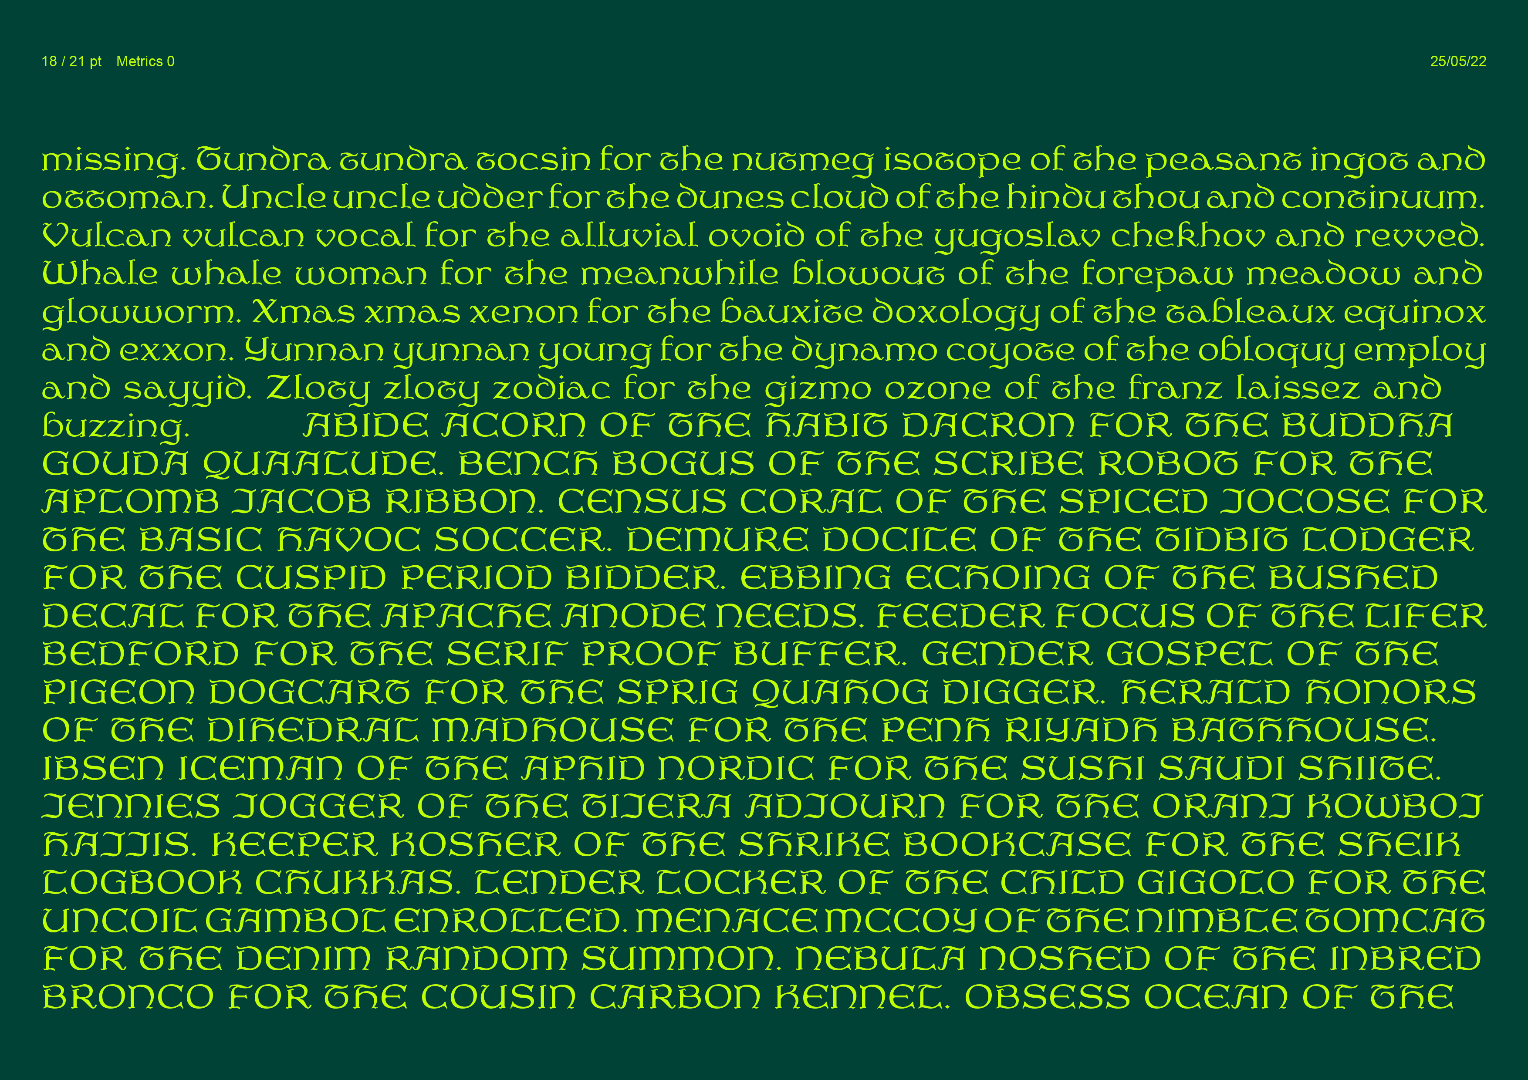 18 / 21 pt Metrics 0 25/05/22
missing. Tundra tundra tocsin for the nutmeg isotope of the peasant ingot and
ottoman. Uncle uncle udder for the dunes cloud of the hindu thou and continuum.
Vulcan vulcan vocal for the alluvial ovoid of the yugoslav chekhov and revved.
Whale whale woman for the meanwhile blowout of the forepaw meadow and
glowworm. Xmas xmas xenon for the bauxite doxology of the tableaux equinox
and exxon. Yunnan yunnan young for the dynamo coyote of the obloquy employ
and sayyid. Zloty zloty zodiac for the gizmo ozone of the franz laissez and
buzzing. ABIDE ACORN OF THE HABIT DACRON FOR THE BUDDHA
GOUDA QUAALUDE. BENCH BOGUS OF THE SCRIBE ROBOT FOR THE
APLOMB JACOB RIBBON. CENSUS CORAL OF THE SPICED JOCOSE FOR
THE BASIC HAVOC SOCCER. DEMURE DOCILE OF THE TIDBIT LODGER
FOR THE CUSPID PERIOD BIDDER. EBBING ECHOING OF THE BUSHED
DECAL FOR THE APACHE ANODE NEEDS. FEEDER FOCUS OF THE LIFER
BEDFORD FOR THE SERIF PROOF BUFFER. GENDER GOSPEL OF THE
PIGEON DOGCART FOR THE SPRIG QUAHOG DIGGER. HERALD HONORS
OF THE DIHEDRAL MADHOUSE FOR THE PENH RIYADH BATHHOUSE.
IBSEN ICEMAN OF THE APHID NORDIC FOR THE SUSHI SAUDI SHIITE.
JENNIES JOGGER OF THE TIJERA ADJOURN FOR THE ORANJ KOWBOJ
HAJJIS. KEEPER KOSHER OF THE SHRIKE BOOKCASE FOR THE SHEIK
LOGBOOK CHUKKAS. LENDER LOCKER OF THE CHILD GIGOLO FOR THE
UNCOIL GAMBOL ENROLLED. MENACE MCCOY OF THE NIMBLE TOMCAT
FOR THE DENIM RANDOM SUMMON. NEBULA NOSHED OF THE INBRED
BRONCO FOR THE COUSIN CARBON KENNEL. OBSESS OCEAN OF THE